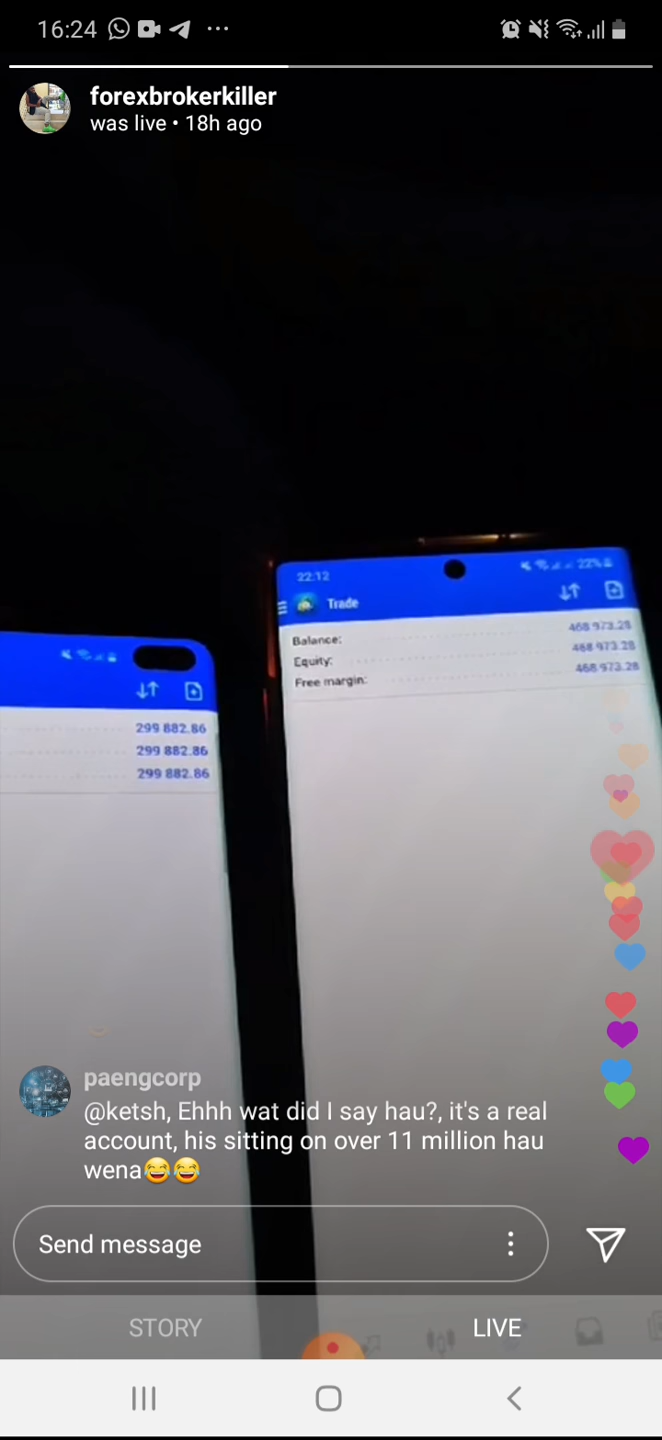 16:24
forexbrokerkiller
was live • 18h ago
22:12
22%
Trade
Balance: 468 973.28
Equity: 468 973.28
Free margin: 468 973.28
299 882.86
299 882.86
299 882.86
paengcorp
@ketsh, Ehhh wat did I say hau?, it's a real
account, his sitting on over 11 million hau
wena😂😂
Send message
STORY
LIVE